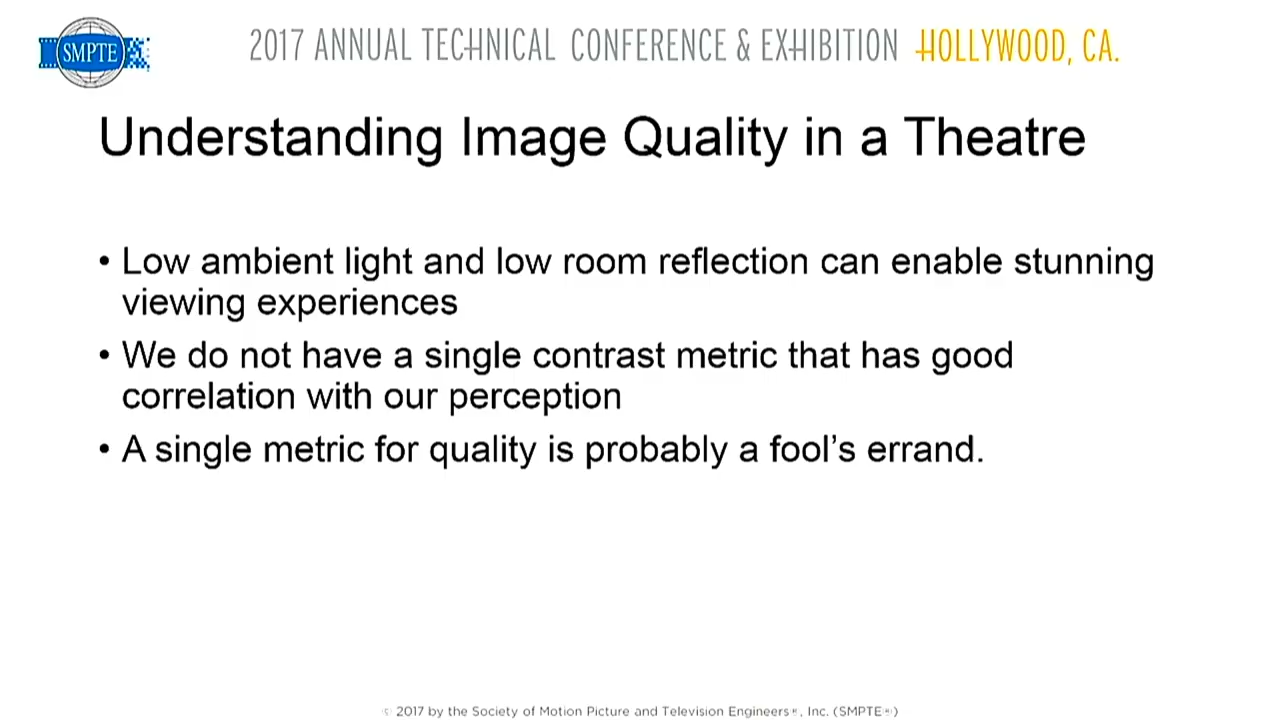 SMPTE
2017 ANNUAL TECHNICAL CONFERENCE & EXHIBITION HOLLYWOOD, CA.
Understanding Image Quality in a Theatre
• Low ambient light and low room reflection can enable stunning
viewing experiences
• We do not have a single contrast metric that has good
correlation with our perception
• A single metric for quality is probably a fool’s errand.
© 2017 by the Society of Motion Picture and Television Engineers®, Inc. (SMPTE®)